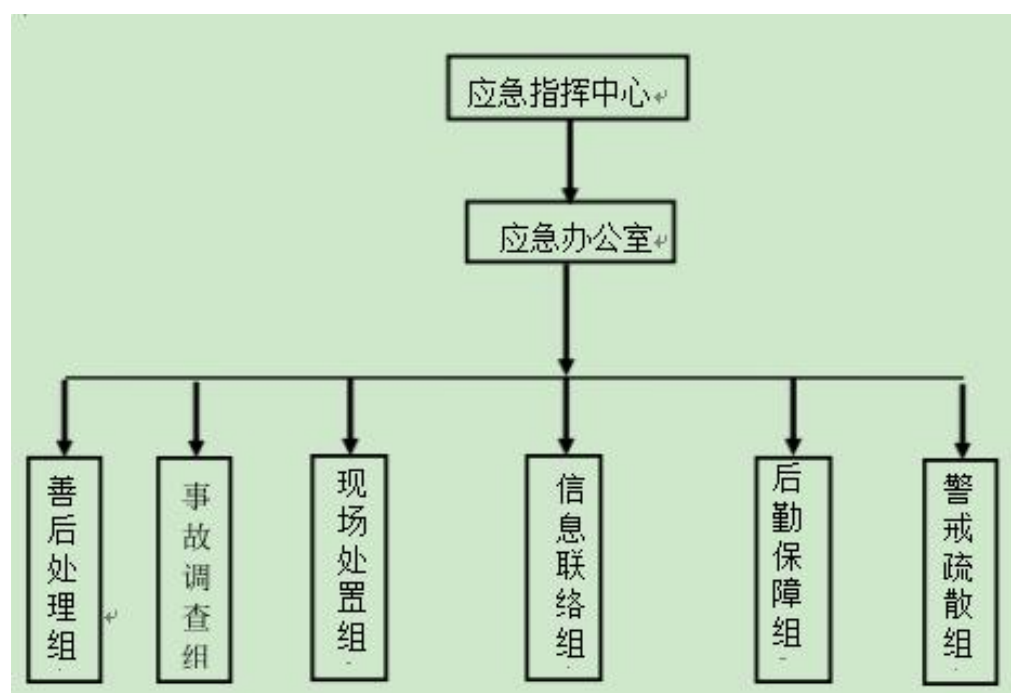 应急指挥中心
应急办公室
善后处理组
事故调查组
现场处置组
信息联络组
后勤保障组
警戒疏散组